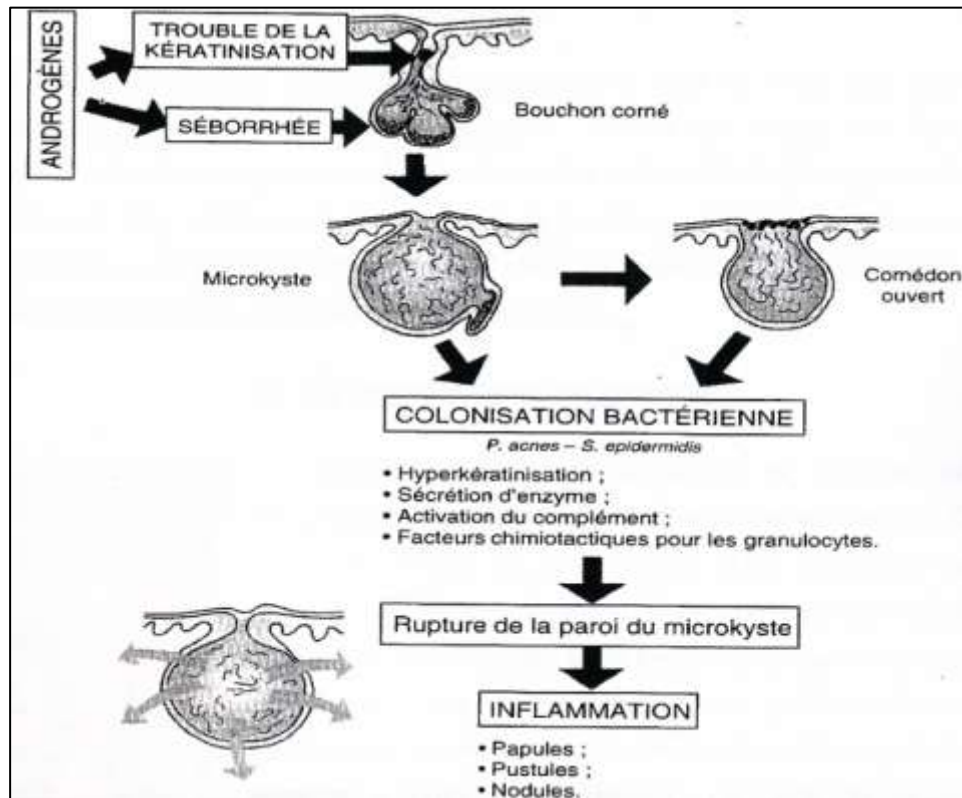 ANDROGÈNES
TROUBLE DE LA
KÉRATINISATION
SÉBORRHÉE
Bouchon corné
Microkyste
Comédon
ouvert
COLONISATION BACTÉRIENNE
P. acnes – S. epidermidis
• Hyperkératinisation ;
• Sécrétion d'enzyme ;
• Activation du complément ;
• Facteurs chimiotactiques pour les granulocytes.
Rupture de la paroi du microkyste
INFLAMMATION
• Papules ;
• Pustules ;
• Nodules.